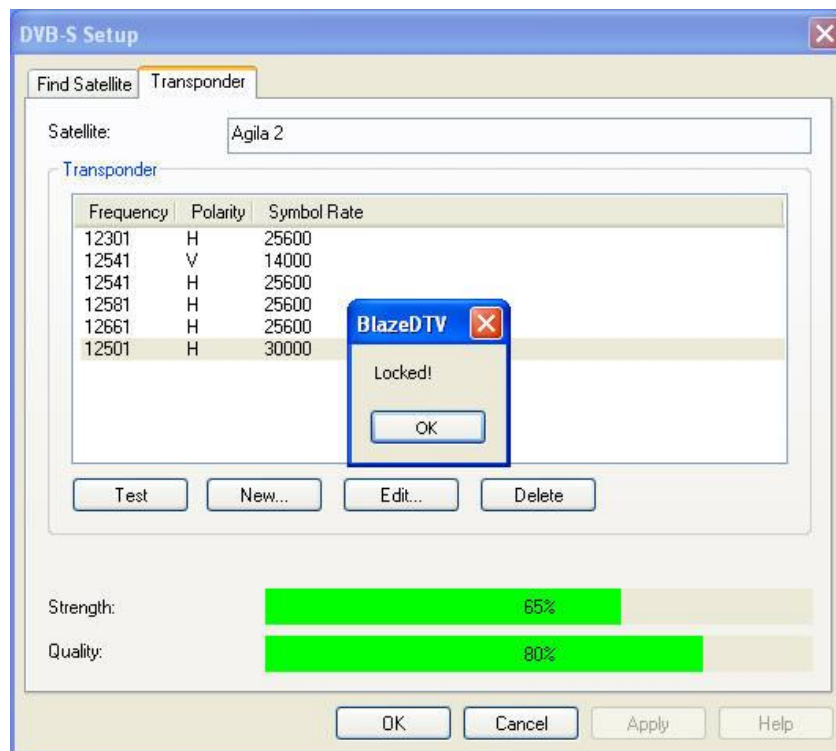 DVB-S Setup
Find Satellite Transponder
Satellite: Agila 2
Transponder
Frequency Polarity Symbol Rate
12301 H 25600
12541 V 14000
12541 H 25600
12581 H 25600
12661 H 25600
12501 H 30000
BlazeDTV
Locked!
OK
Test New... Edit... Delete
Strength: 65%
Quality: 80%
OK Cancel Apply Help